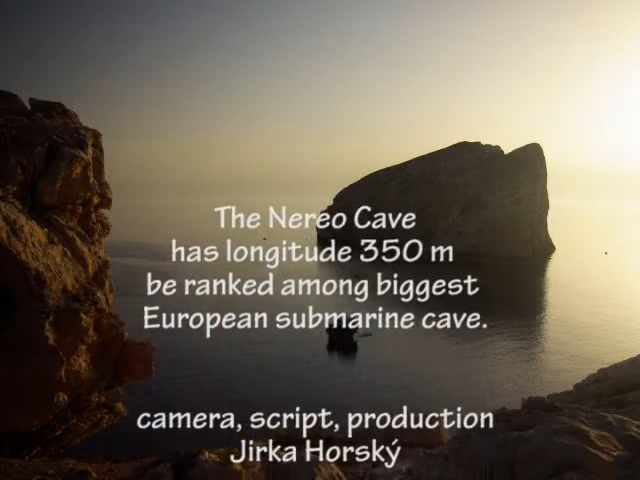 The Nereo Cave
has longitude 350 m
be ranked among biggest
European submarine cave.
camera, script, production
Jirka Horský